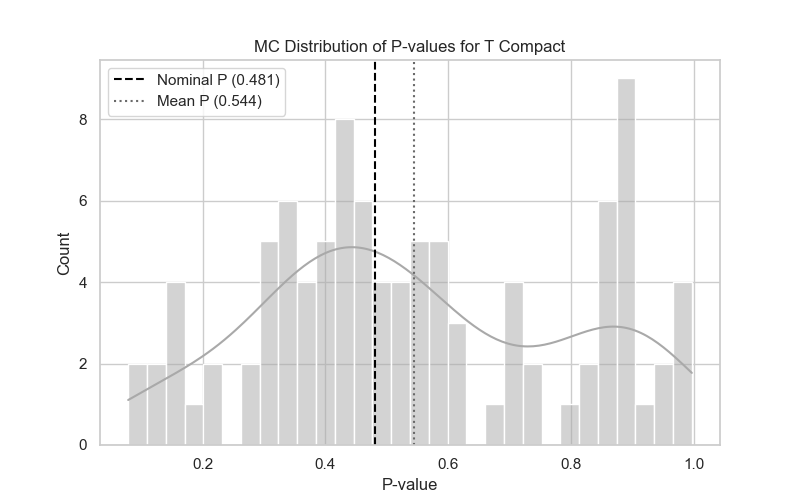 MC Distribution of P-values for T Compact
Nominal P (0.481)
Mean P (0.544)
Count
8
6
4
2
0
0.2 0.4 0.6 0.8 1.0
P-value